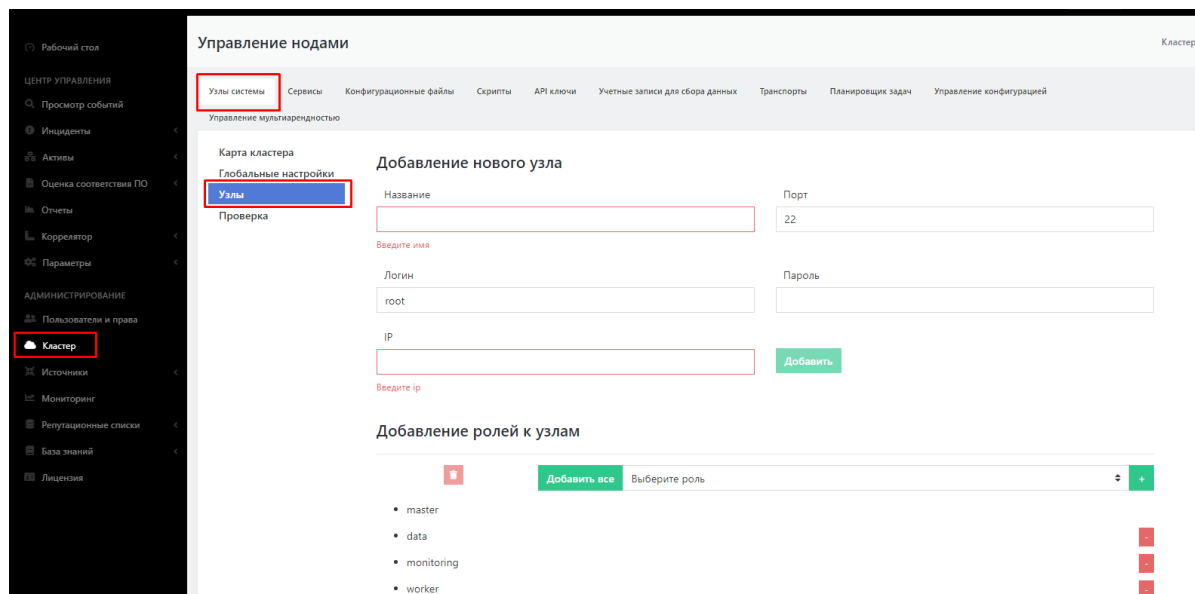 Рабочий стол
ЦЕНТР УПРАВЛЕНИЯ
Просмотр событий
Инциденты
Активы
Оценка соответствия ПО
Отчеты
Коррелятор
Параметры
АДМИНИСТРИРОВАНИЕ
Пользователи и права
Кластер
Источники
Мониторинг
Репутационные списки
База знаний
Лицензия
Управление нодами
Кластер
Узлы системы Сервисы Конфигурационные файлы Скрипты API ключи Учетные записи для сбора данных Транспорты Планировщик задач Управление конфигурацией
Управление мультиарендностью
Карта кластера
Глобальные настройки
Узлы
Проверка
Добавление нового узла
Название Порт
22
Введите имя
Логин Пароль
root
IP
Добавить
Введите ip
Добавление ролей к узлам
Добавить все Выберите роль +
master
data -
monitoring -
worker -